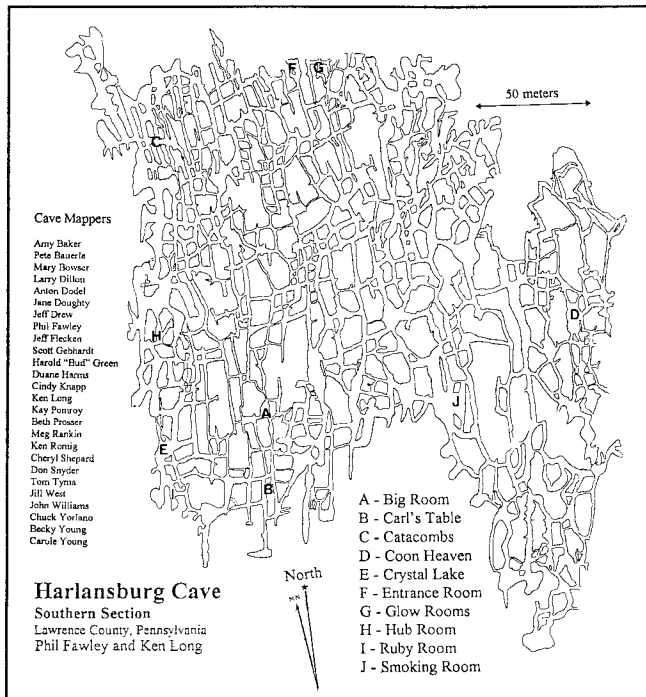 F G
50 meters
C
Cave Mappers
Amy Baker
Pete Bauerle
Mary Bowser
Larry Dillon
Anton Dodel
Jane Doughty
Jeff Drew
Phil Fawley
Jeff Flecken
Scott Gebhardt
Harold "Bud" Green
Duane Harms
Cindy Knapp
Ken Long
Kay Pomroy
Beth Prosser
Meg Rankin
Ken Romig
Cheryl Shepard
Don Snyder
Tom Tyma
Jill West
John Williams
Chuck Yorlano
Becky Young
Carole Young
D
H
J
A
E
B
A - Big Room
B - Carl's Table
C - Catacombs
D - Coon Heaven
E - Crystal Lake
F - Entrance Room
G - Glow Rooms
H - Hub Room
I - Ruby Room
J - Smoking Room
North
MN
Harlansburg Cave
Southern Section
Lawrence County, Pennsylvania
Phil Fawley and Ken Long